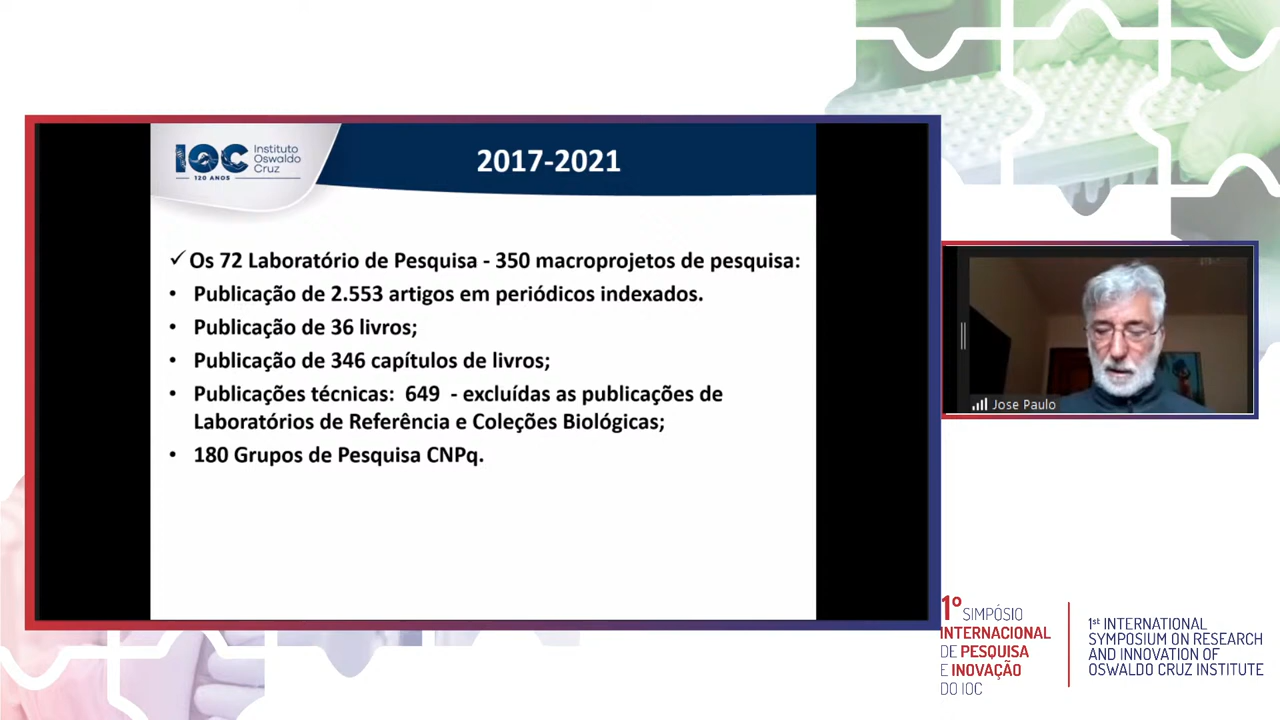 IOC
Instituto
Oswaldo
Cruz
120 ANOS
2017-2021
✓ Os 72 Laboratório de Pesquisa - 350 macroprojetos de pesquisa:
• Publicação de 2.553 artigos em periódicos indexados.
• Publicação de 36 livros;
• Publicação de 346 capítulos de livros;
• Publicações técnicas: 649 - excluídas as publicações de
Laboratórios de Referência e Coleções Biológicas;
• 180 Grupos de Pesquisa CNPq.
Jose Paulo
1º SIMPÓSIO
INTERNACIONAL
DE PESQUISA
E INOVAÇÃO
DO IOC
1st INTERNATIONAL
SYMPOSIUM ON RESEARCH
AND INNOVATION OF
OSWALDO CRUZ INSTITUTE